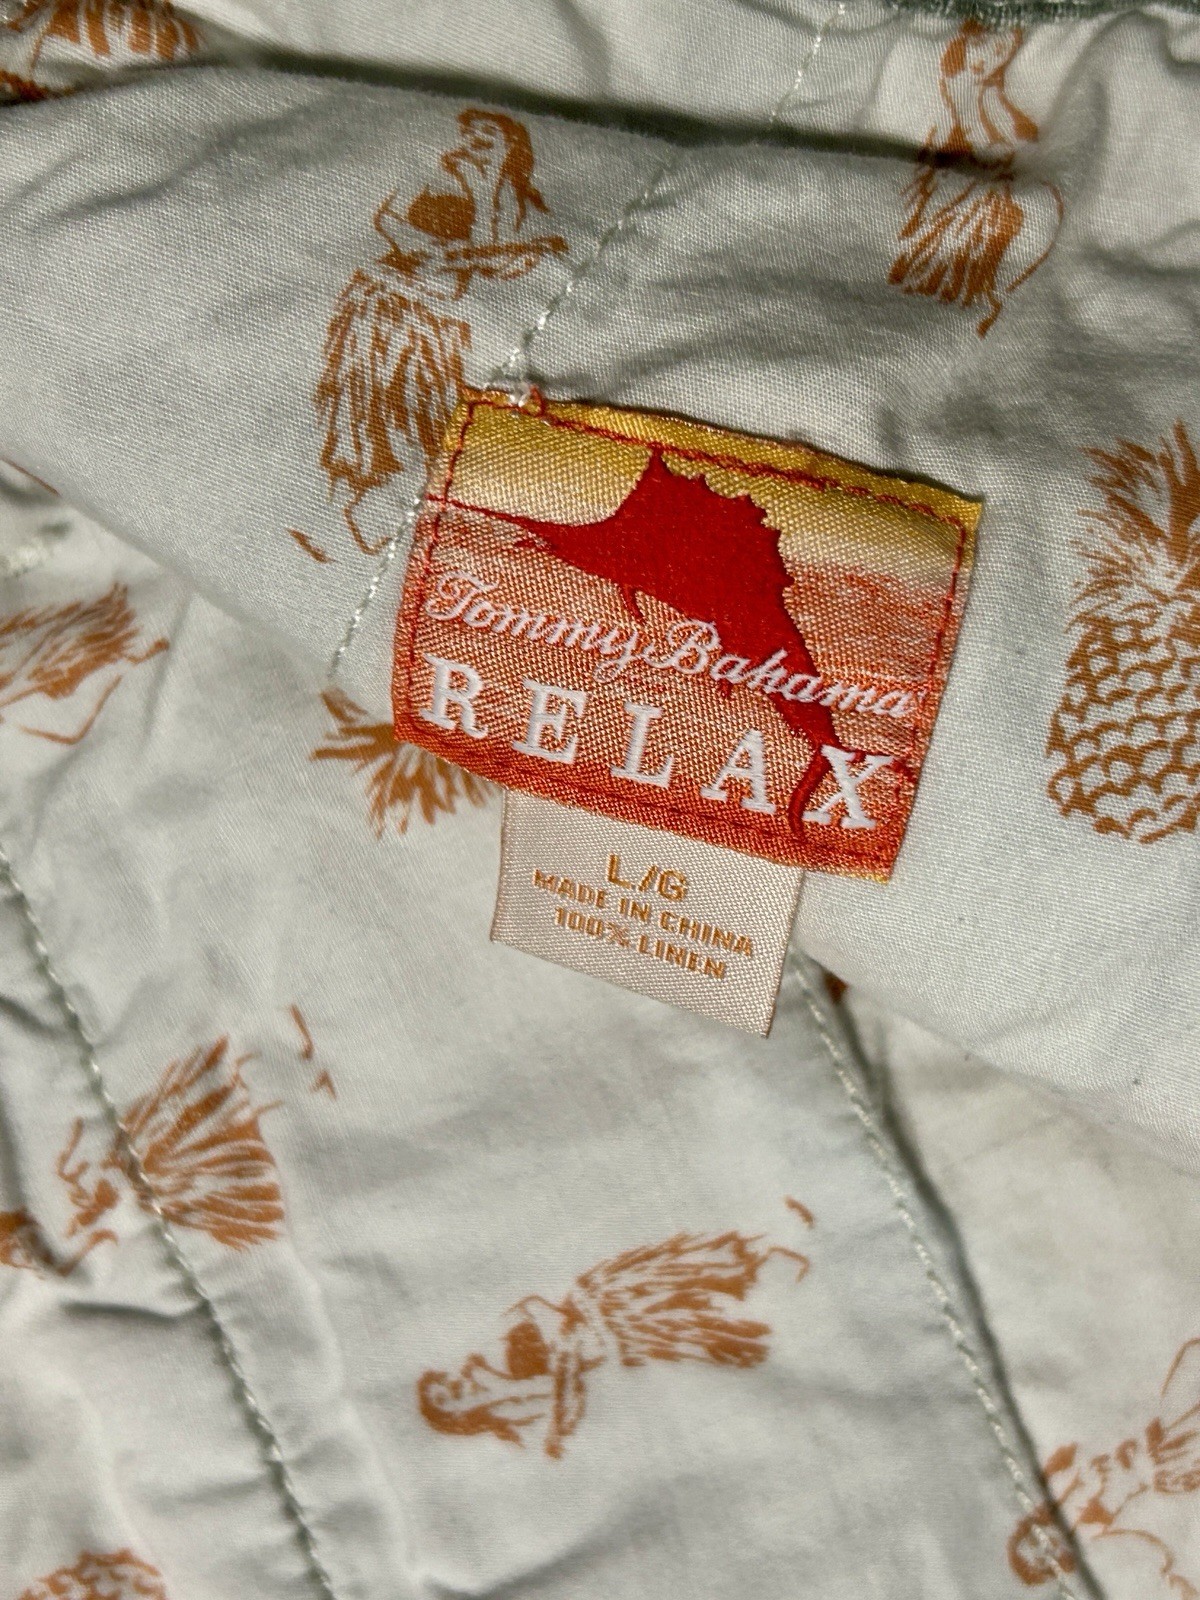 Tommy Bahama
RELAX
L/G
MADE IN CHINA
100% LINEN